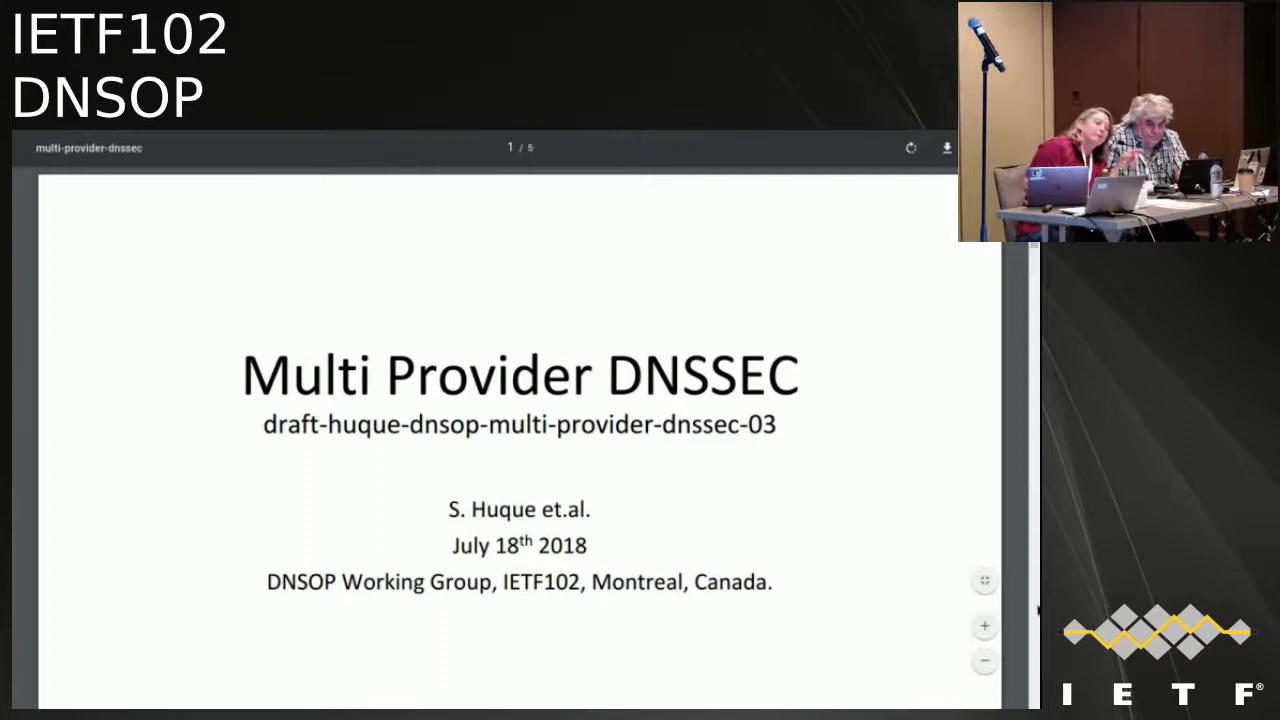 IETF102
DNSOP
multi-provider-dnssec
1 / 5
Multi Provider DNSSEC
draft-huque-dnsop-multi-provider-dnssec-03
S. Huque et.al.
July 18th 2018
DNSOP Working Group, IETF102, Montreal, Canada.
I E T F®